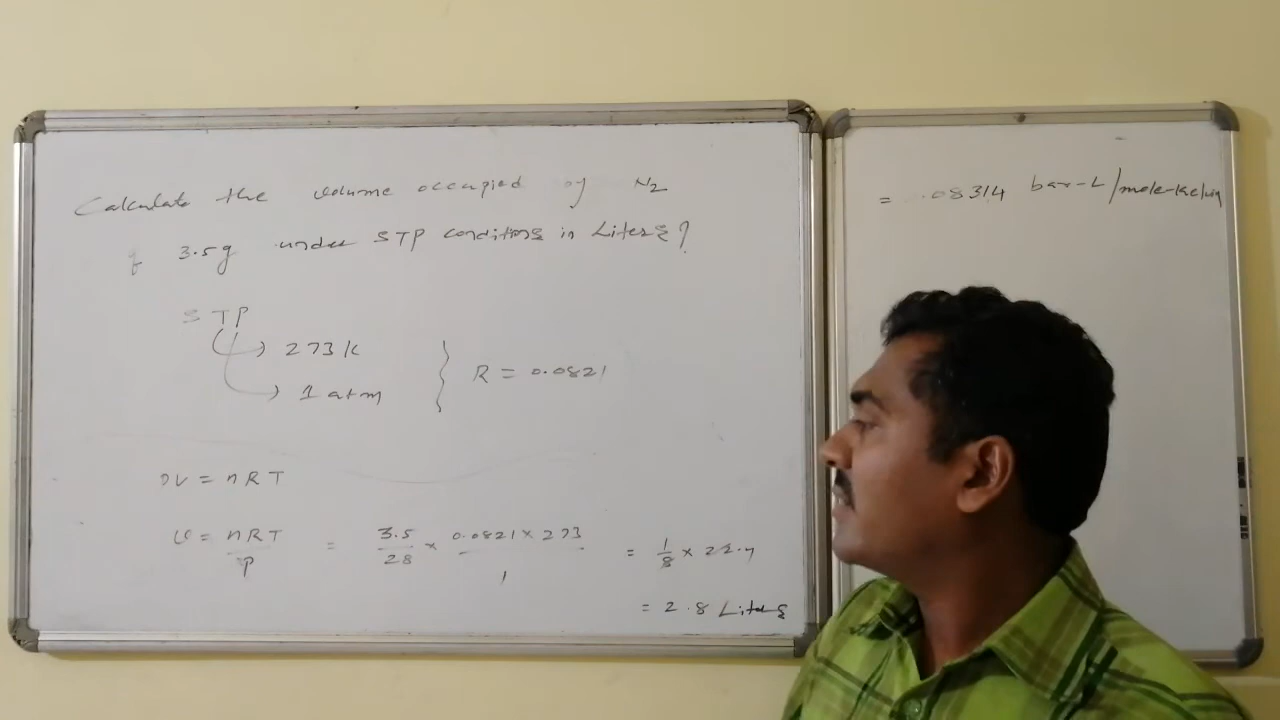 Calculate the volume occupied of N2
of 3.5g under STP conditions in Liters?
STP
273 K
1 atm
R = 0.0821
PV = nRT
V = nRT/P = 3.5/28 × 0.0821 × 273/1 = 1/8 × 22.4
= 2.8 Liters
= .08314 bar-L/mole-Kelvin